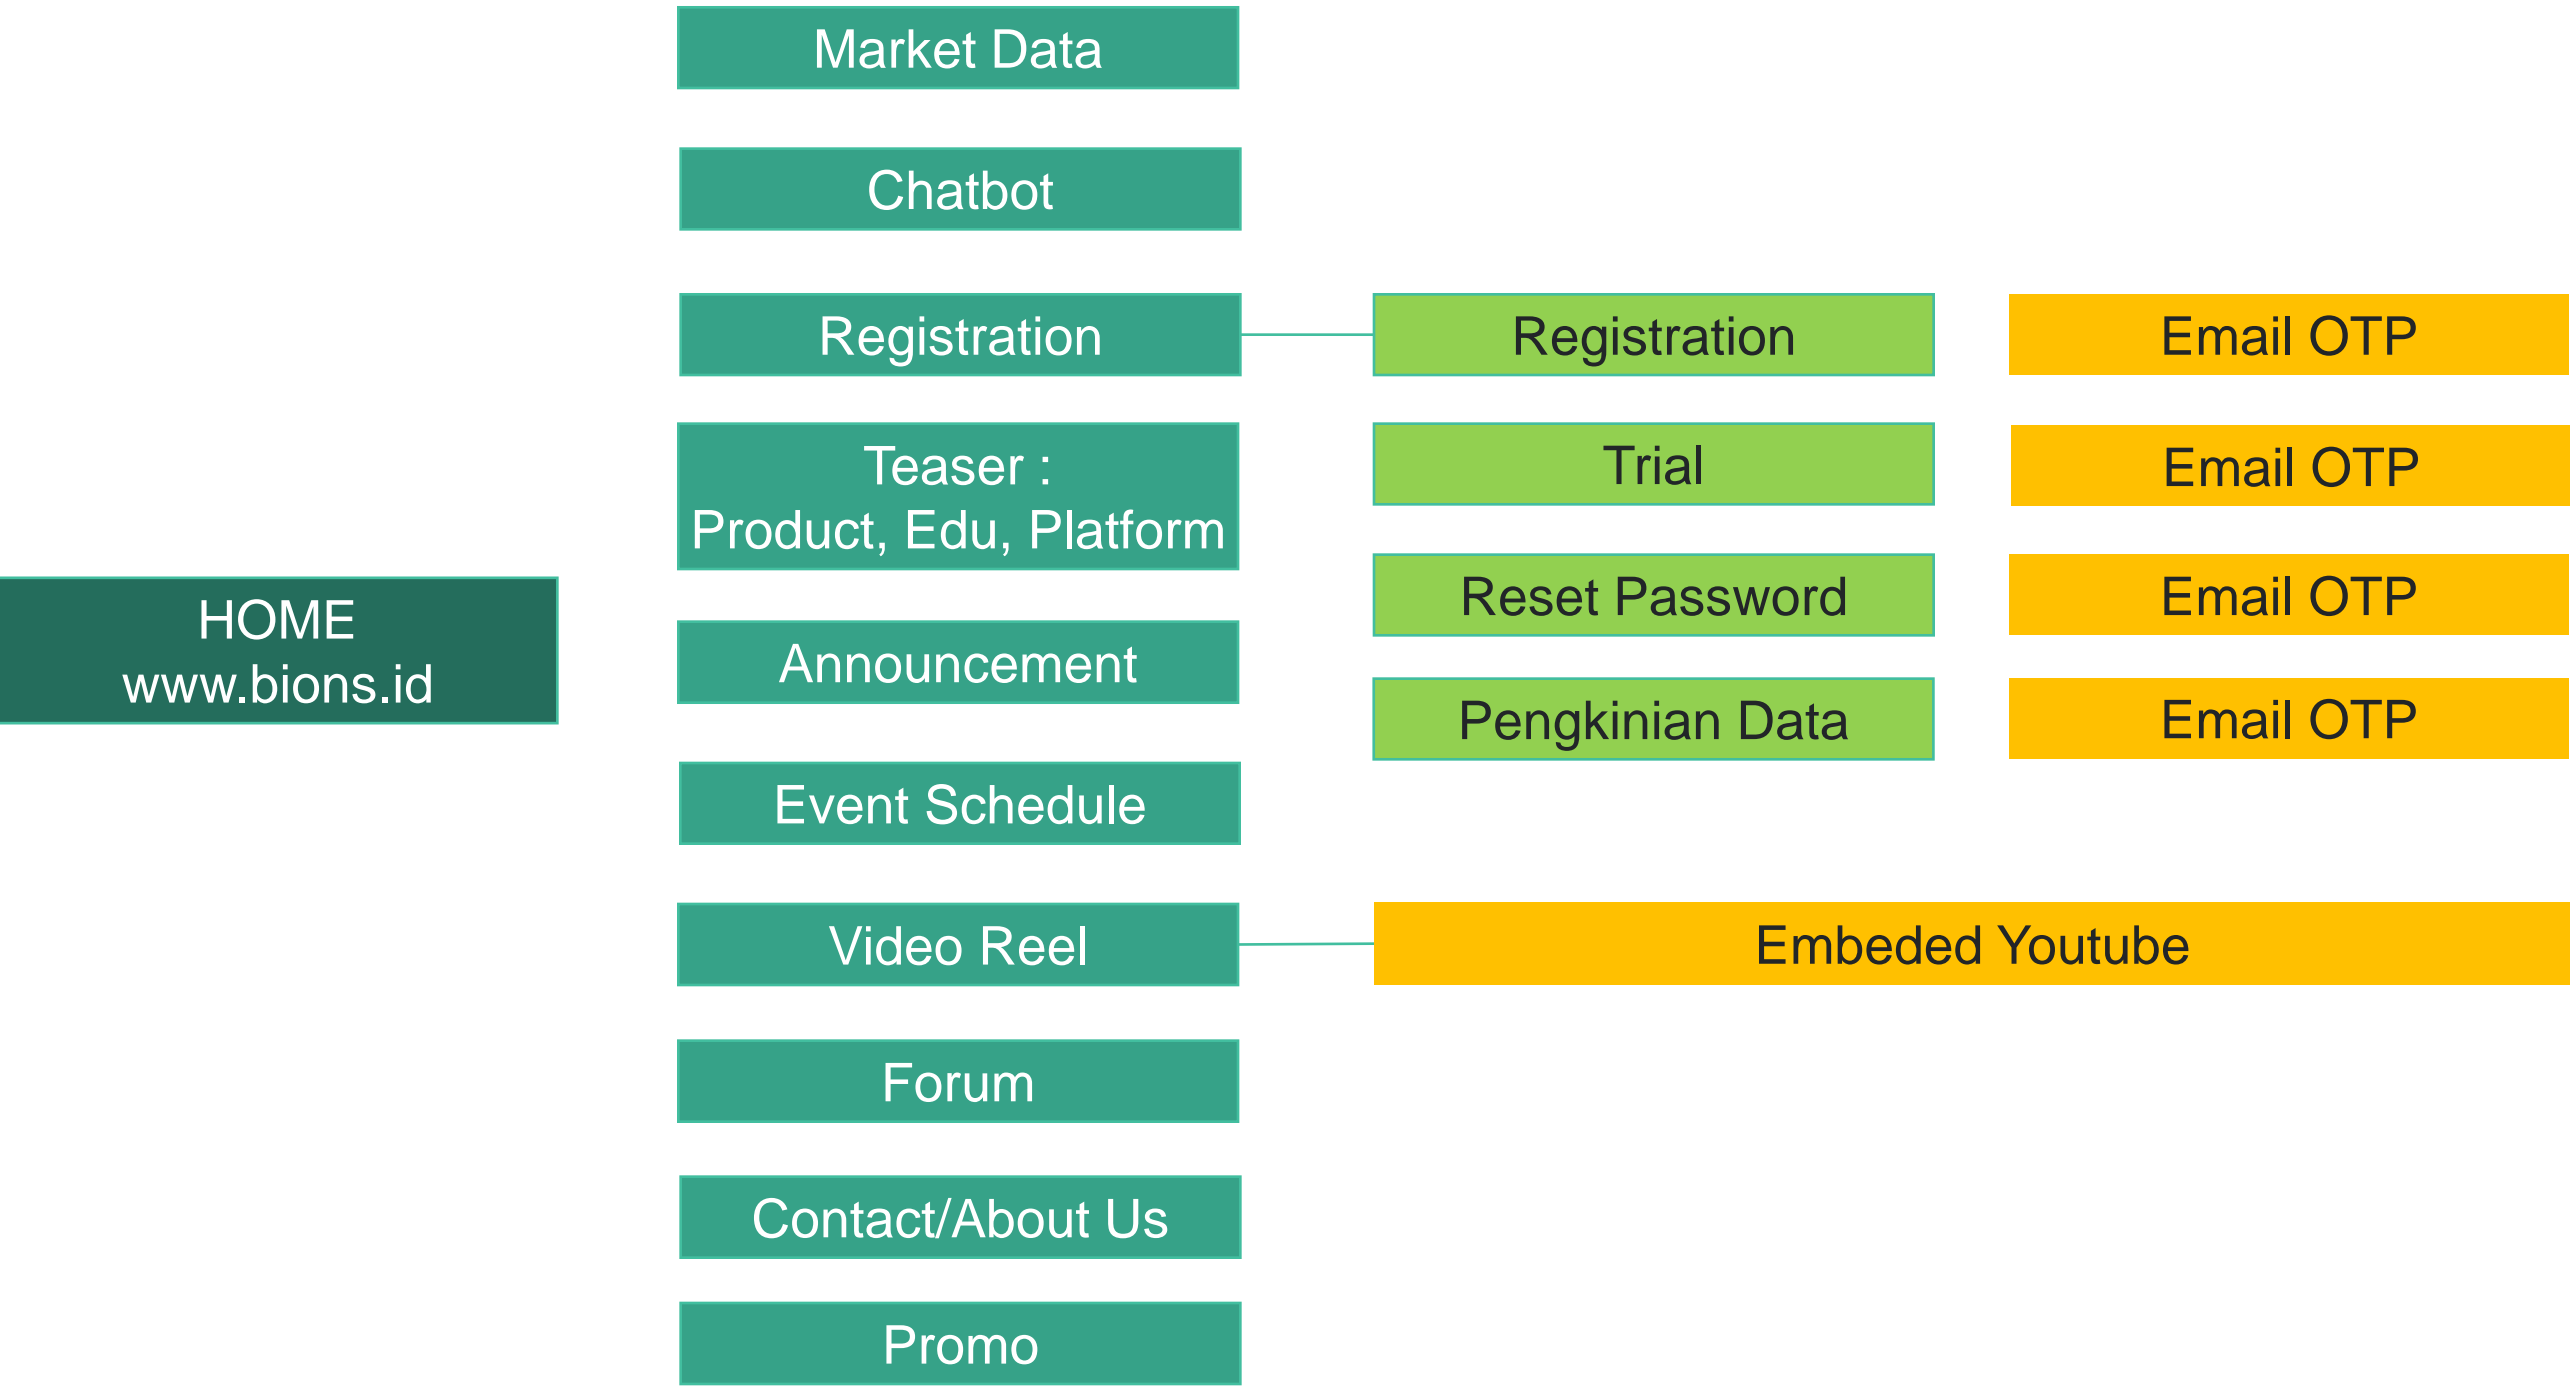 Market Data
Chatbot
Registration
Registration
Email OTP
Teaser :
Product, Edu, Platform
Trial
Email OTP
HOME
www.bions.id
Reset Password
Email OTP
Announcement
Pengkinian Data
Email OTP
Event Schedule
Video Reel
Embeded Youtube
Forum
Contact/About Us
Promo